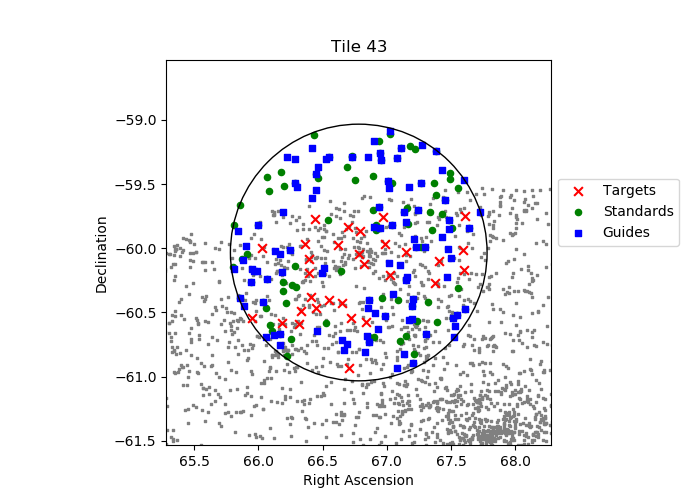 Tile 43
Declination
−59.0
−59.5
−60.0
−60.5
−61.0
−61.5
65.5 66.0 66.5 67.0 67.5 68.0
Right Ascension
Targets
Standards
Guides